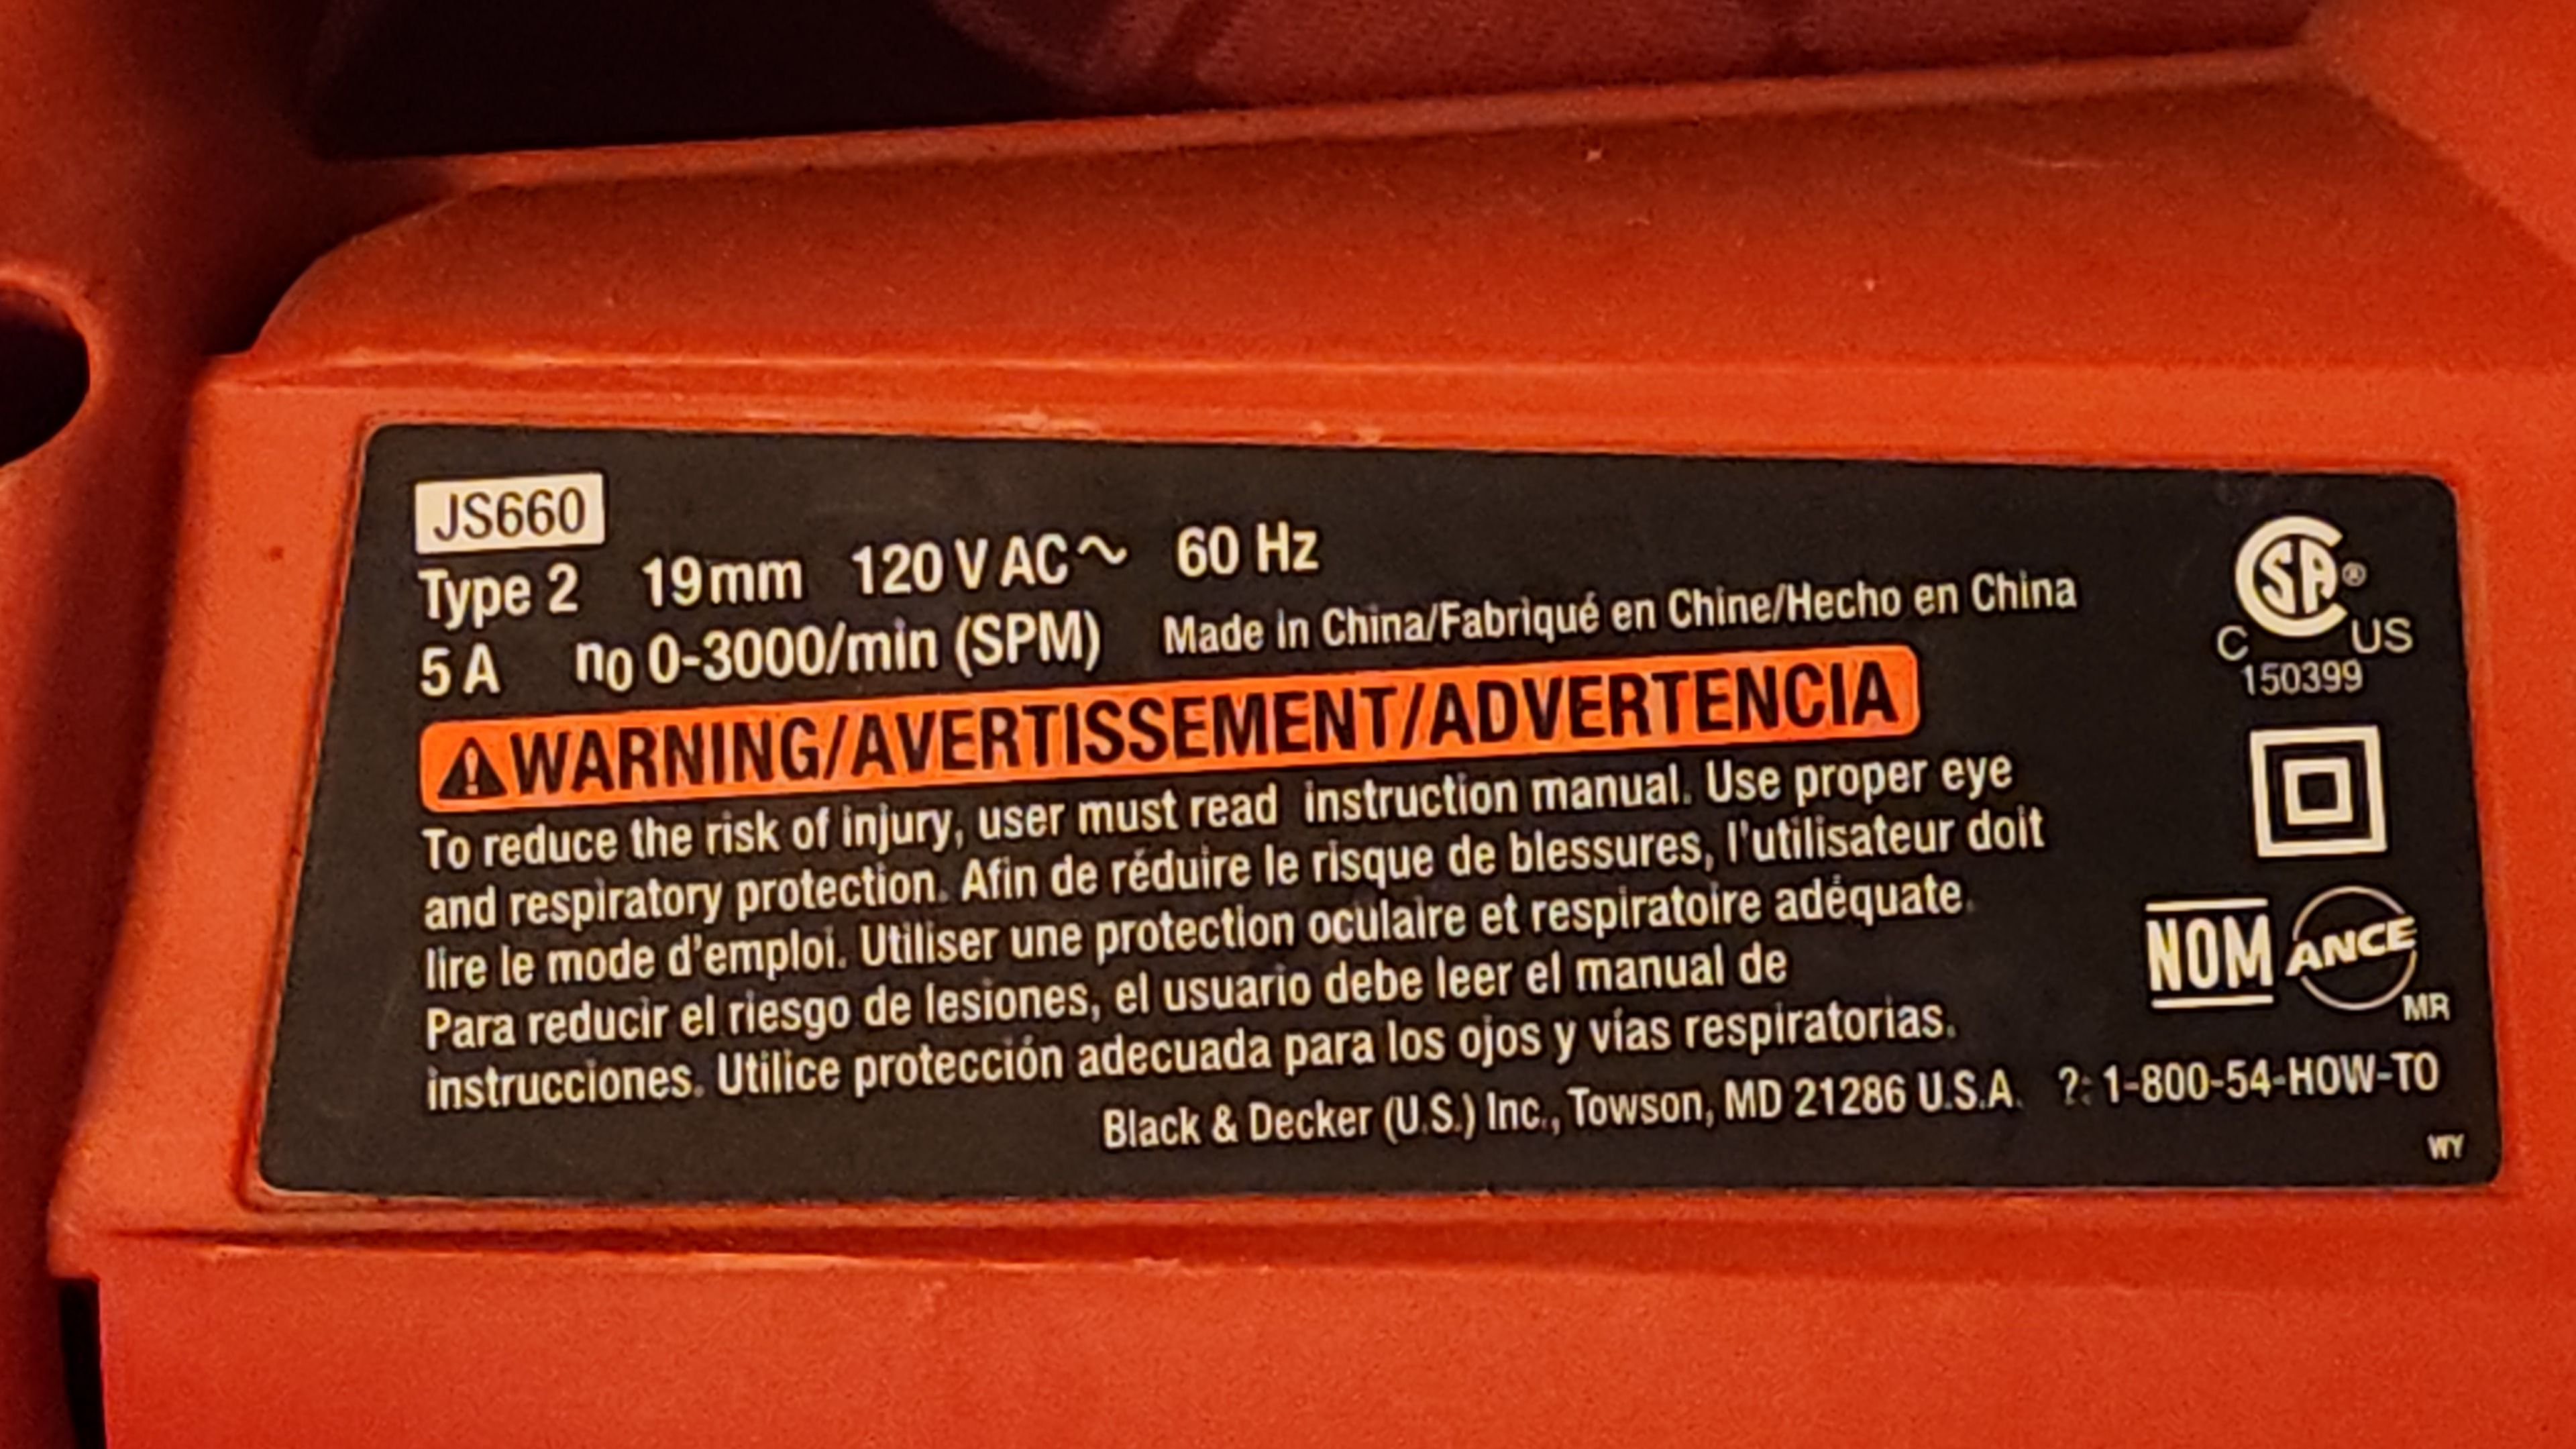 JS660
Type 2 19mm 120 V AC~ 60 Hz
5 A no 0-3000/min (SPM) Made in China/Fabriqué en Chine/Hecho en China
WARNING/AVERTISSEMENT/ADVERTENCIA
To reduce the risk of injury, user must read instruction manual. Use proper eye
and respiratory protection. Afin de réduire le risque de blessures, l'utilisateur doit
lire le mode d'emploi. Utiliser une protection oculaire et respiratoire adéquate.
Para reducir el riesgo de lesiones, el usuario debe leer el manual de
instrucciones. Utilice protección adecuada para los ojos y vías respiratorias.
Black & Decker (U.S.) Inc., Towson, MD 21286 U.S.A. ?: 1-800-54-HOW-TO
WY
SA®
C US
150399
NOM ANCE
MR